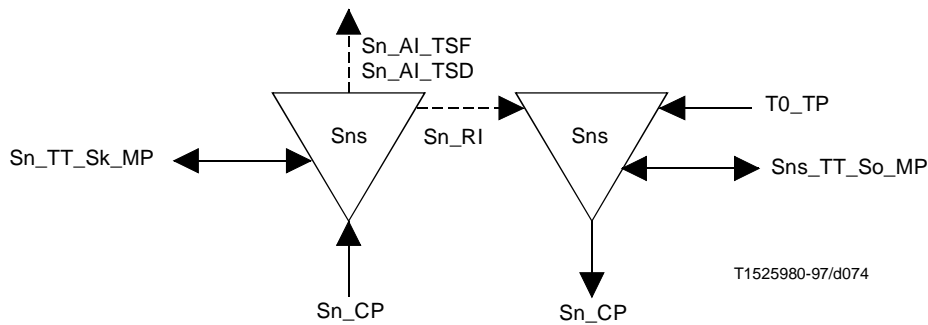 Sn_AI_TSF
Sn_AI_TSD
Sns
Sn_RI
Sns
T0_TP
Sn_TT_Sk_MP
Sns_TT_So_MP
T1525980-97/d074
Sn_CP
Sn_CP